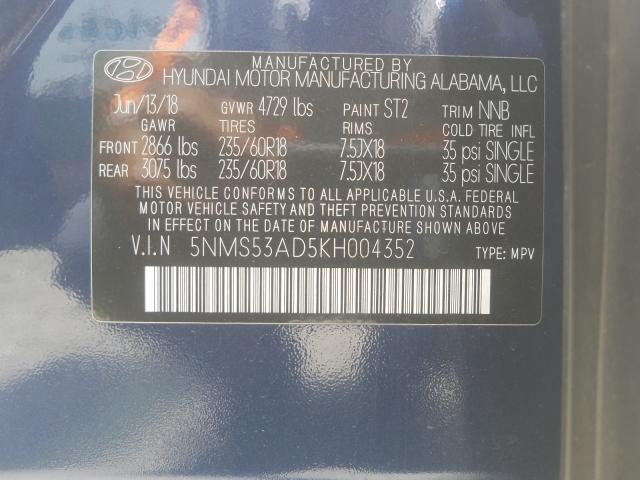 MANUFACTURED BY
HYUNDAI MOTOR MANUFACTURING ALABAMA, LLC
Jun/13/18 GVWR 4729 lbs PAINT ST2 TRIM NNB
GAWR TIRES RIMS COLD TIRE INFL
FRONT 2866 lbs 235/60R18 7.5JX18 35 psi SINGLE
REAR 3075 lbs 235/60R18 7.5JX18 35 psi SINGLE
THIS VEHICLE CONFORMS TO ALL APPLICABLE U.S.A. FEDERAL
MOTOR VEHICLE SAFETY AND THEFT PREVENTION STANDARDS
IN EFFECT ON THE DATE OF MANUFACTURE SHOWN ABOVE
V.I.N 5NMS53AD5KH004352 TYPE: MPV